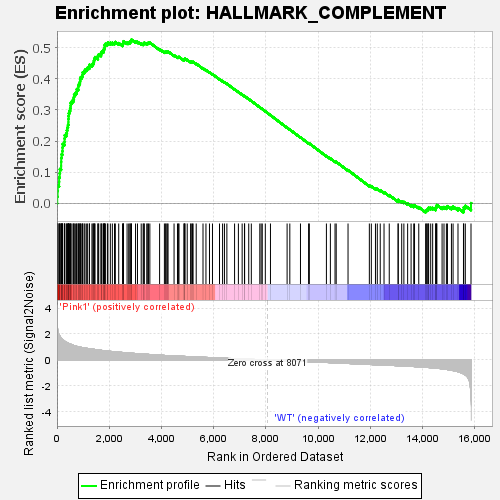 Enrichment plot: HALLMARK_COMPLEMENT
Enrichment score (ES)
0.5
0.4
0.3
0.2
0.1
0.0
Ranked list metric (Signal2Noise)
4
2
0
-2
-4
'Pink1' (positively correlated)
Zero cross at 8071
'WT' (negatively correlated)
0
2,000
4,000
6,000
8,000
10,000
12,000
14,000
16,000
Rank in Ordered Dataset
Enrichment profile
Hits
Ranking metric scores